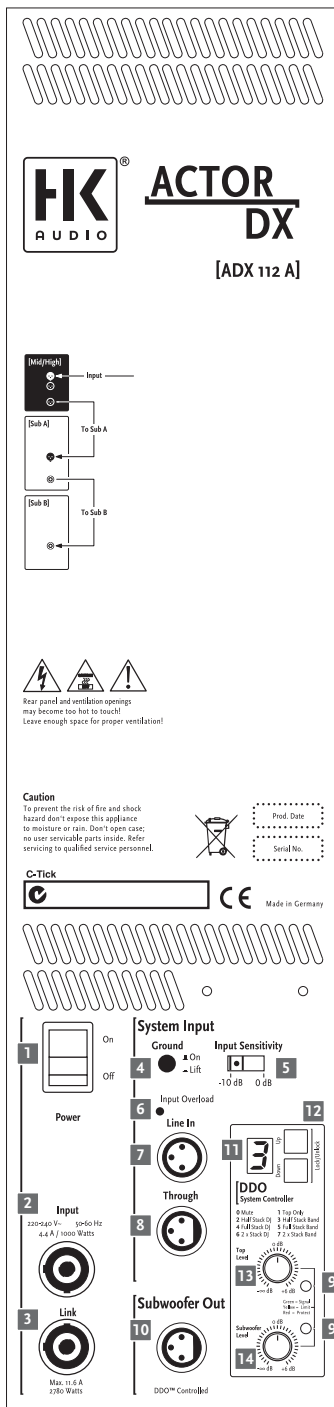 HK
®
AUDIO
ACTOR
DX
[ADX 112 A]
[Mid/High]
Input
To Sub A
[Sub A]
To Sub B
[Sub B]
Rear panel and ventilation openings
may become too hot to touch!
Leave enough space for proper ventilation!
Caution
To prevent the risk of fire and shock
hazard don't expose this appliance
to moisture or rain. Don't open case;
no user servicable parts inside. Refer
servicing to qualified service personnel.
Prod. Date
Serial No.
C-Tick
CE
Made in Germany
1
On
Off
Power
2
Input
220-240 V~ 50-60 Hz
4.4 A / 1000 Watts
3
Link
Max. 11.6 A
2780 Watts
System Input
4
Ground
On
Lift
Input Sensitivity
-10 dB 0 dB
5
6
Input Overload
Line In
7
Through
8
Subwoofer Out
10
DDO™ Controlled
12
11
3
Up
Down
Lock/Unlock
[DDO
System Controller
0 Mute 1 Top Only
2 Half Stack DJ 3 Half Stack Band
4 Full Stack DJ 5 Full Stack Band
6 2 x Stack DJ 7 2 x Stack Band
Top
Level
0 dB
13
-∞ dB +6 dB
9
Green = Signal
Yellow = Limit
Red = Protect
Subwoofer
Level
0 dB
14
-∞ dB +6 dB
9